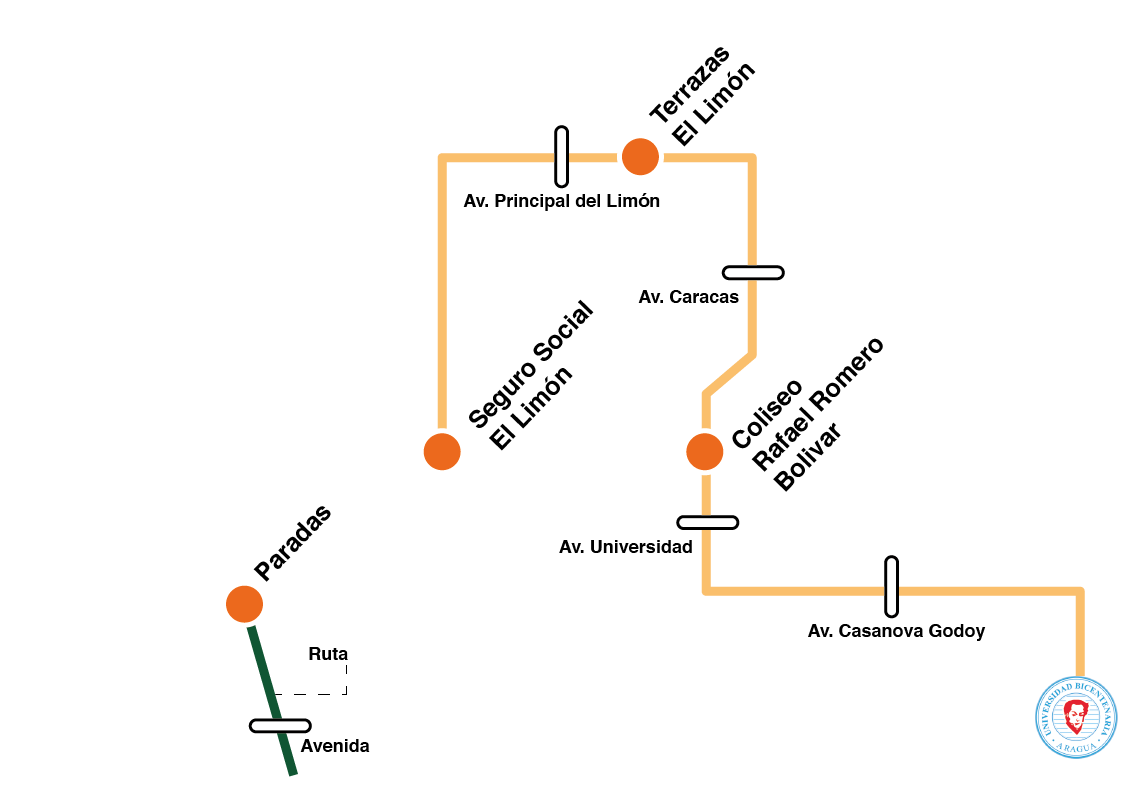 Terrazas
El Limón
Av. Principal del Limón
Av. Caracas
Seguro Social
El Limón
Coliseo
Rafael Romero
Bolivar
Av. Universidad
Av. Casanova Godoy
Paradas
Ruta
Avenida
UNIVERSIDAD BICENTENARIA
• ARAGUA •